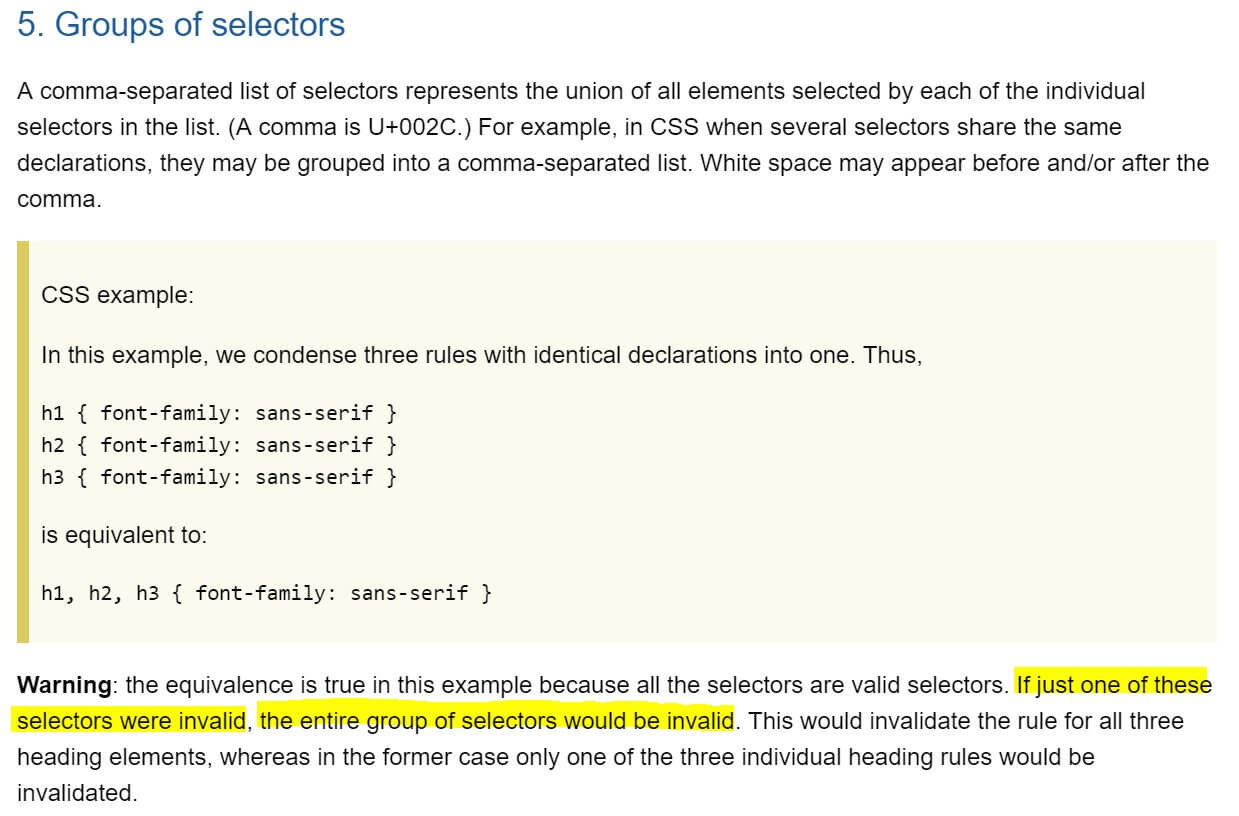 5. Groups of selectors
A comma-separated list of selectors represents the union of all elements selected by each of the individual
selectors in the list. (A comma is U+002C.) For example, in CSS when several selectors share the same
declarations, they may be grouped into a comma-separated list. White space may appear before and/or after the
comma.
CSS example:
In this example, we condense three rules with identical declarations into one. Thus,
h1 { font-family: sans-serif }
h2 { font-family: sans-serif }
h3 { font-family: sans-serif }
is equivalent to:
h1, h2, h3 { font-family: sans-serif }
Warning: the equivalence is true in this example because all the selectors are valid selectors. If just one of these
selectors were invalid, the entire group of selectors would be invalid. This would invalidate the rule for all three
heading elements, whereas in the former case only one of the three individual heading rules would be
invalidated.